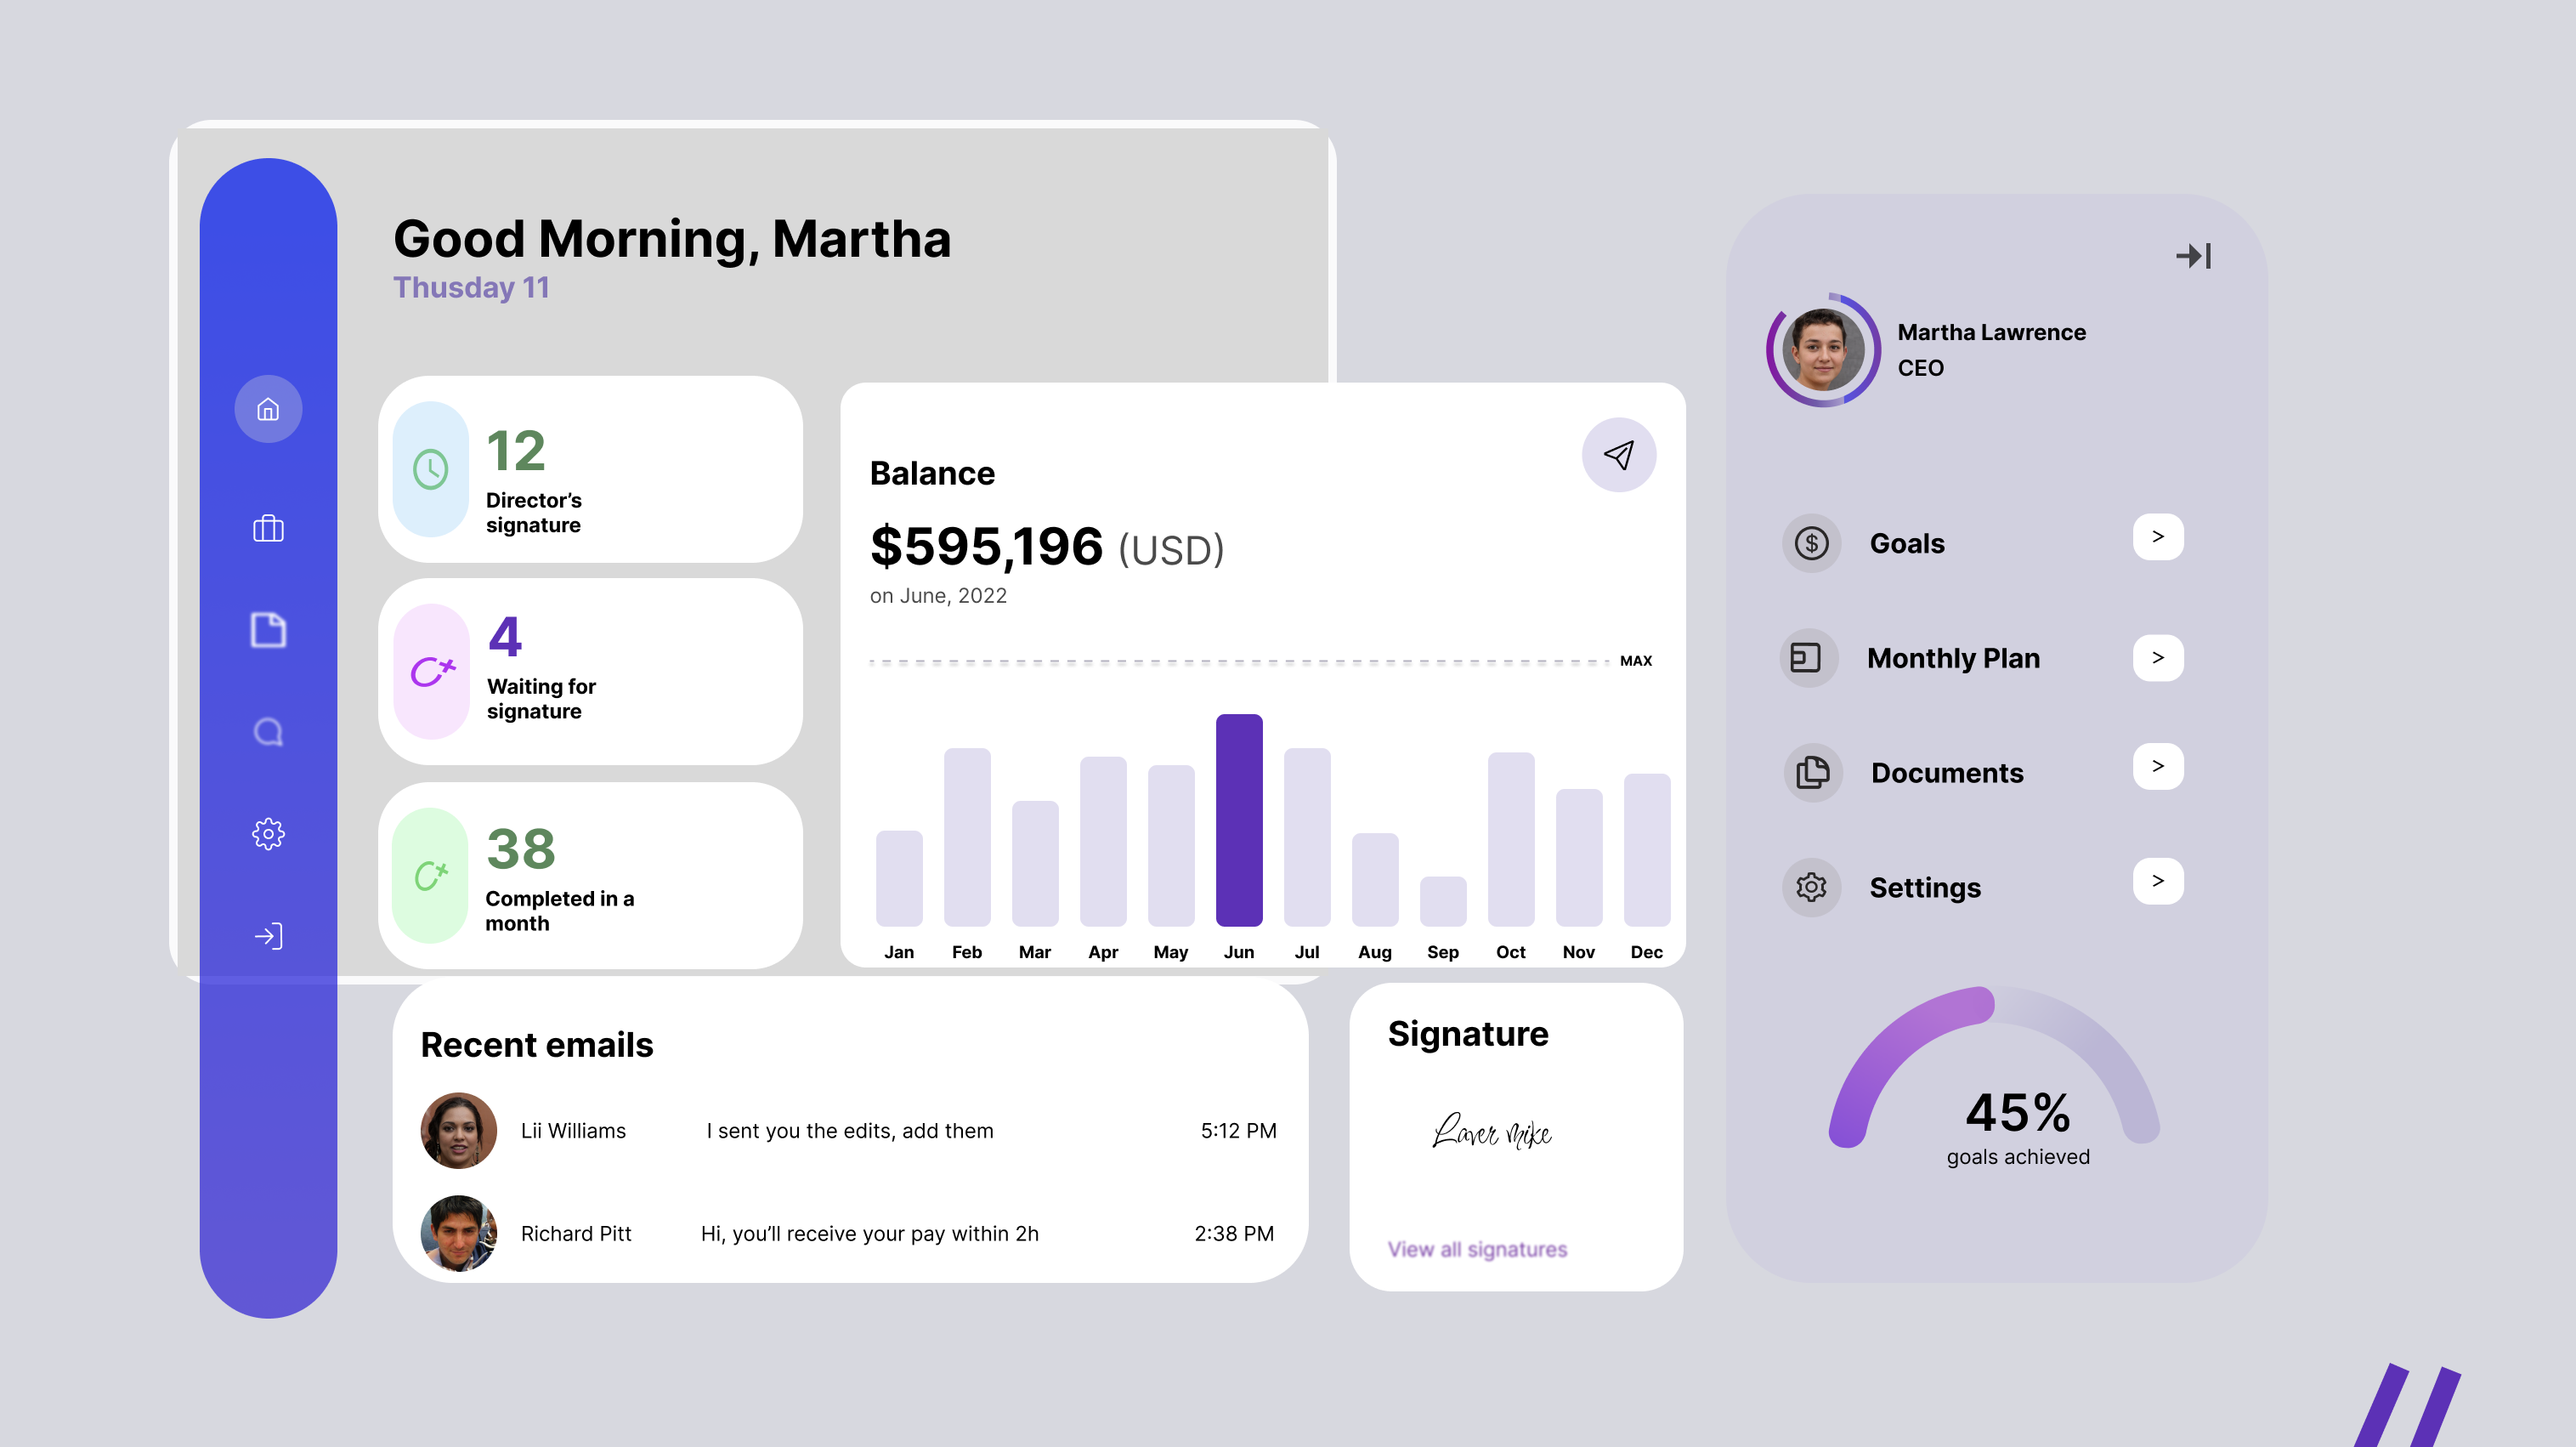 Good Morning, Martha
Thusday 11
12
Director’s
signature
4
Waiting for
signature
38
Completed in a
month
Balance
$595,196 (USD)
on June, 2022
MAX
Jan Feb Mar Apr May Jun Jul Aug Sep Oct Nov Dec
Recent emails
Lii Williams I sent you the edits, add them 5:12 PM
Richard Pitt Hi, you’ll receive your pay within 2h 2:38 PM
Signature
Laver Mike
View all signatures
Martha Lawrence
CEO
Goals >
Monthly Plan >
Documents >
Settings >
45%
goals achieved